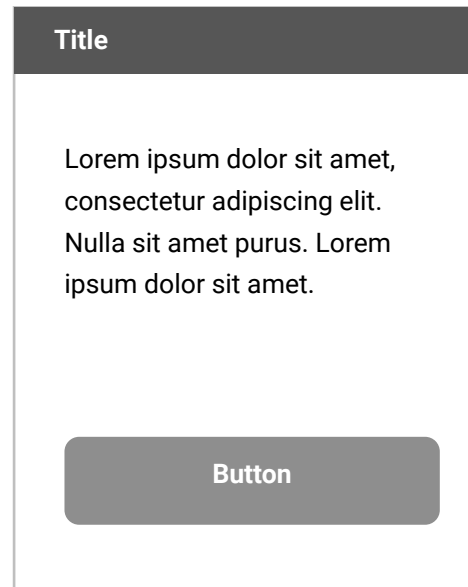 Title
Lorem ipsum dolor sit amet,
consectetur adipiscing elit.
Nulla sit amet purus. Lorem
ipsum dolor sit amet.
Button